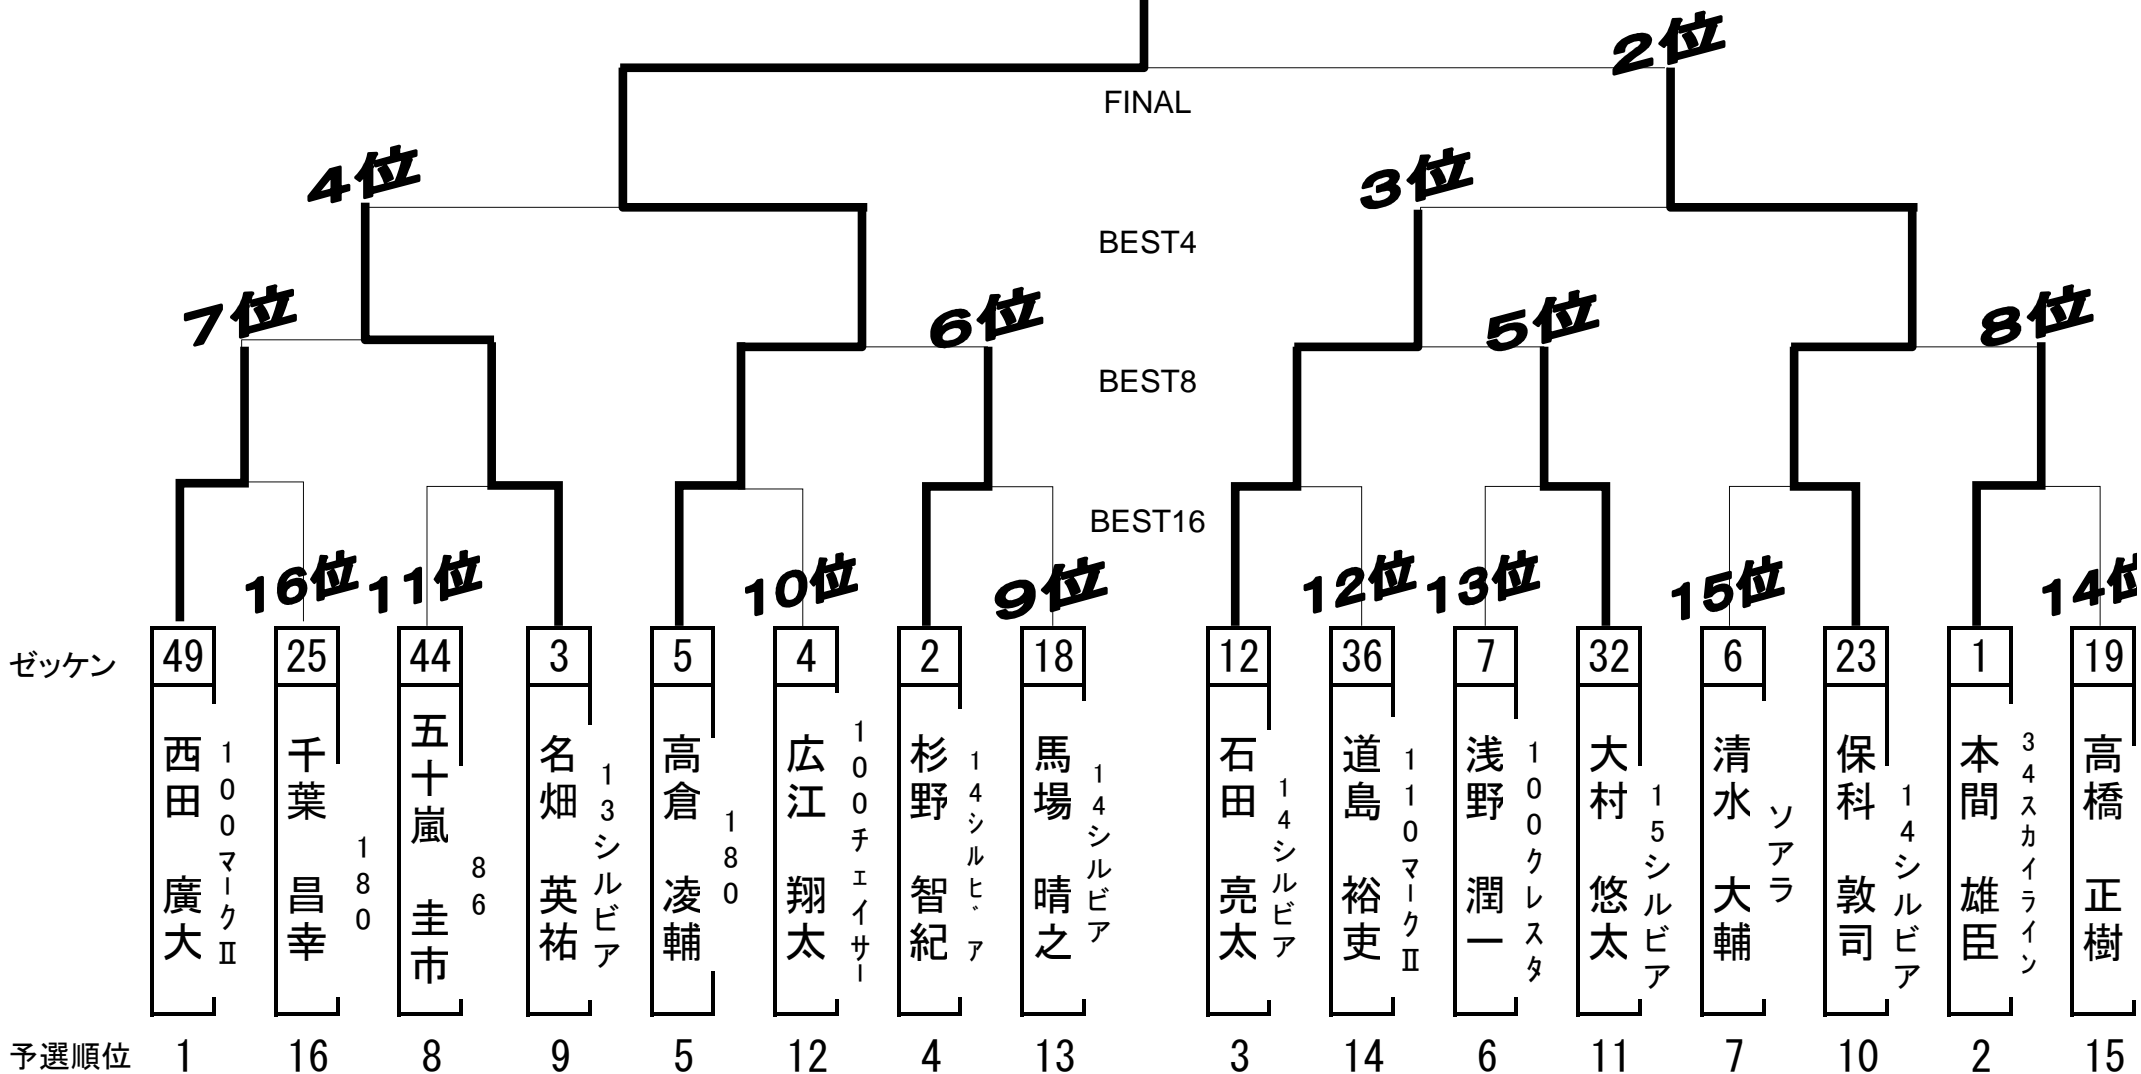 2位
FINAL
4位
3位
BEST4
7位
6位
5位
8位
BEST8
BEST16
16位
11位
10位
9位
12位
13位
15位
14位
ゼッケン
49
25
44
3
5
4
2
18
12
36
7
32
6
23
1
19
西田 廣大
100マークⅡ
千葉 昌幸
180
五十嵐 圭市
86
名畑 英祐
13シルビア
高倉 凌輔
180
広江 翔太
100チェイサー
杉野 智紀
14シルビア
馬場 晴之
14シルビア
石田 亮太
14シルビア
道島 裕吏
110マークⅡ
浅野 潤一
100クレスタ
大村 悠太
15シルビア
清水 大輔
ソアラ
保科 敦司
14シルビア
本間 雄臣
34スカイライン
高橋 正樹
予選順位
1
16
8
9
5
12
4
13
3
14
6
11
7
10
2
15